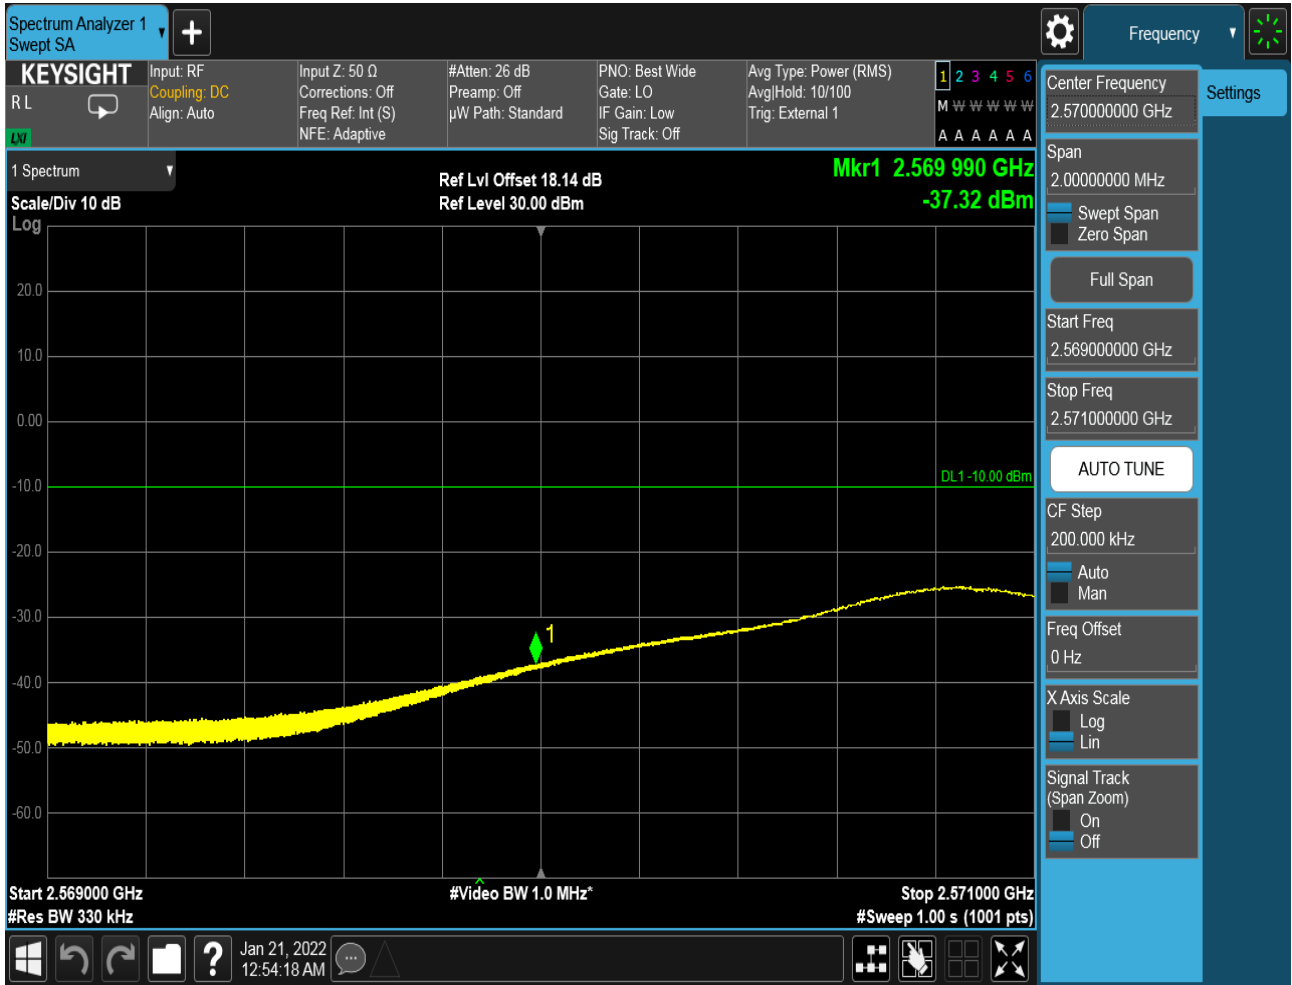 Spectrum Analyzer 1
Swept SA
Frequency
KEYSIGHT
R L
LXI
Input: RF
Coupling: DC
Align: Auto
Input Z: 50 Ω
Corrections: Off
Freq Ref: Int (S)
NFE: Adaptive
#Atten: 26 dB
Preamp: Off
µW Path: Standard
PNO: Best Wide
Gate: LO
IF Gain: Low
Sig Track: Off
Avg Type: Power (RMS)
Avg|Hold: 10/100
Trig: External 1
1 2 3 4 5 6
M W W W W W
A A A A A A
1 Spectrum
Scale/Div 10 dB
Log
Ref Lvl Offset 18.14 dB
Ref Level 30.00 dBm
Mkr1 2.569 990 GHz
-37.32 dBm
20.0
10.0
0.00
-10.0
-20.0
-30.0
-40.0
-50.0
-60.0
DL1 -10.00 dBm
1
Start 2.569000 GHz
#Res BW 330 kHz
#Video BW 1.0 MHz*
Stop 2.571000 GHz
#Sweep 1.00 s (1001 pts)
Jan 21, 2022
12:54:18 AM
Center Frequency
2.570000000 GHz
Settings
Span
2.00000000 MHz
Swept Span
Zero Span
Full Span
Start Freq
2.569000000 GHz
Stop Freq
2.571000000 GHz
AUTO TUNE
CF Step
200.000 kHz
Auto
Man
Freq Offset
0 Hz
X Axis Scale
Log
Lin
Signal Track
(Span Zoom)
On
Off